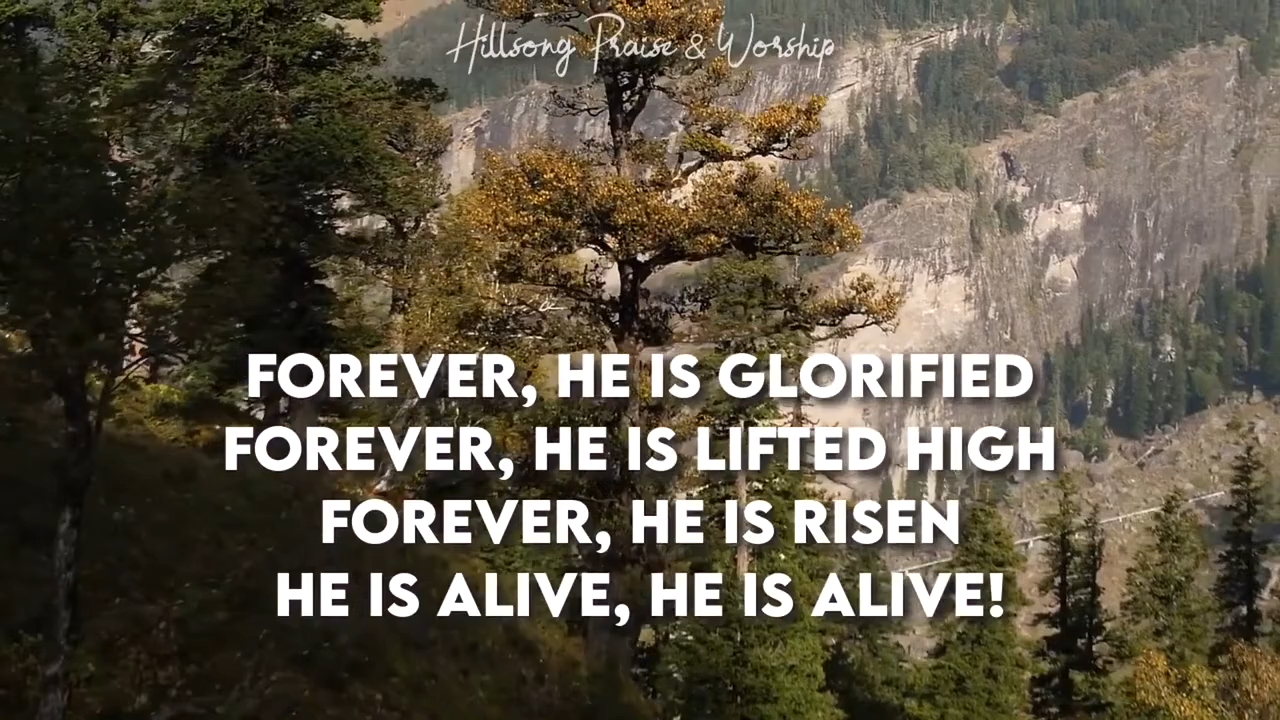 Hillsong Praise & Worship
FOREVER, HE IS GLORIFIED
FOREVER, HE IS LIFTED HIGH
FOREVER, HE IS RISEN
HE IS ALIVE, HE IS ALIVE!